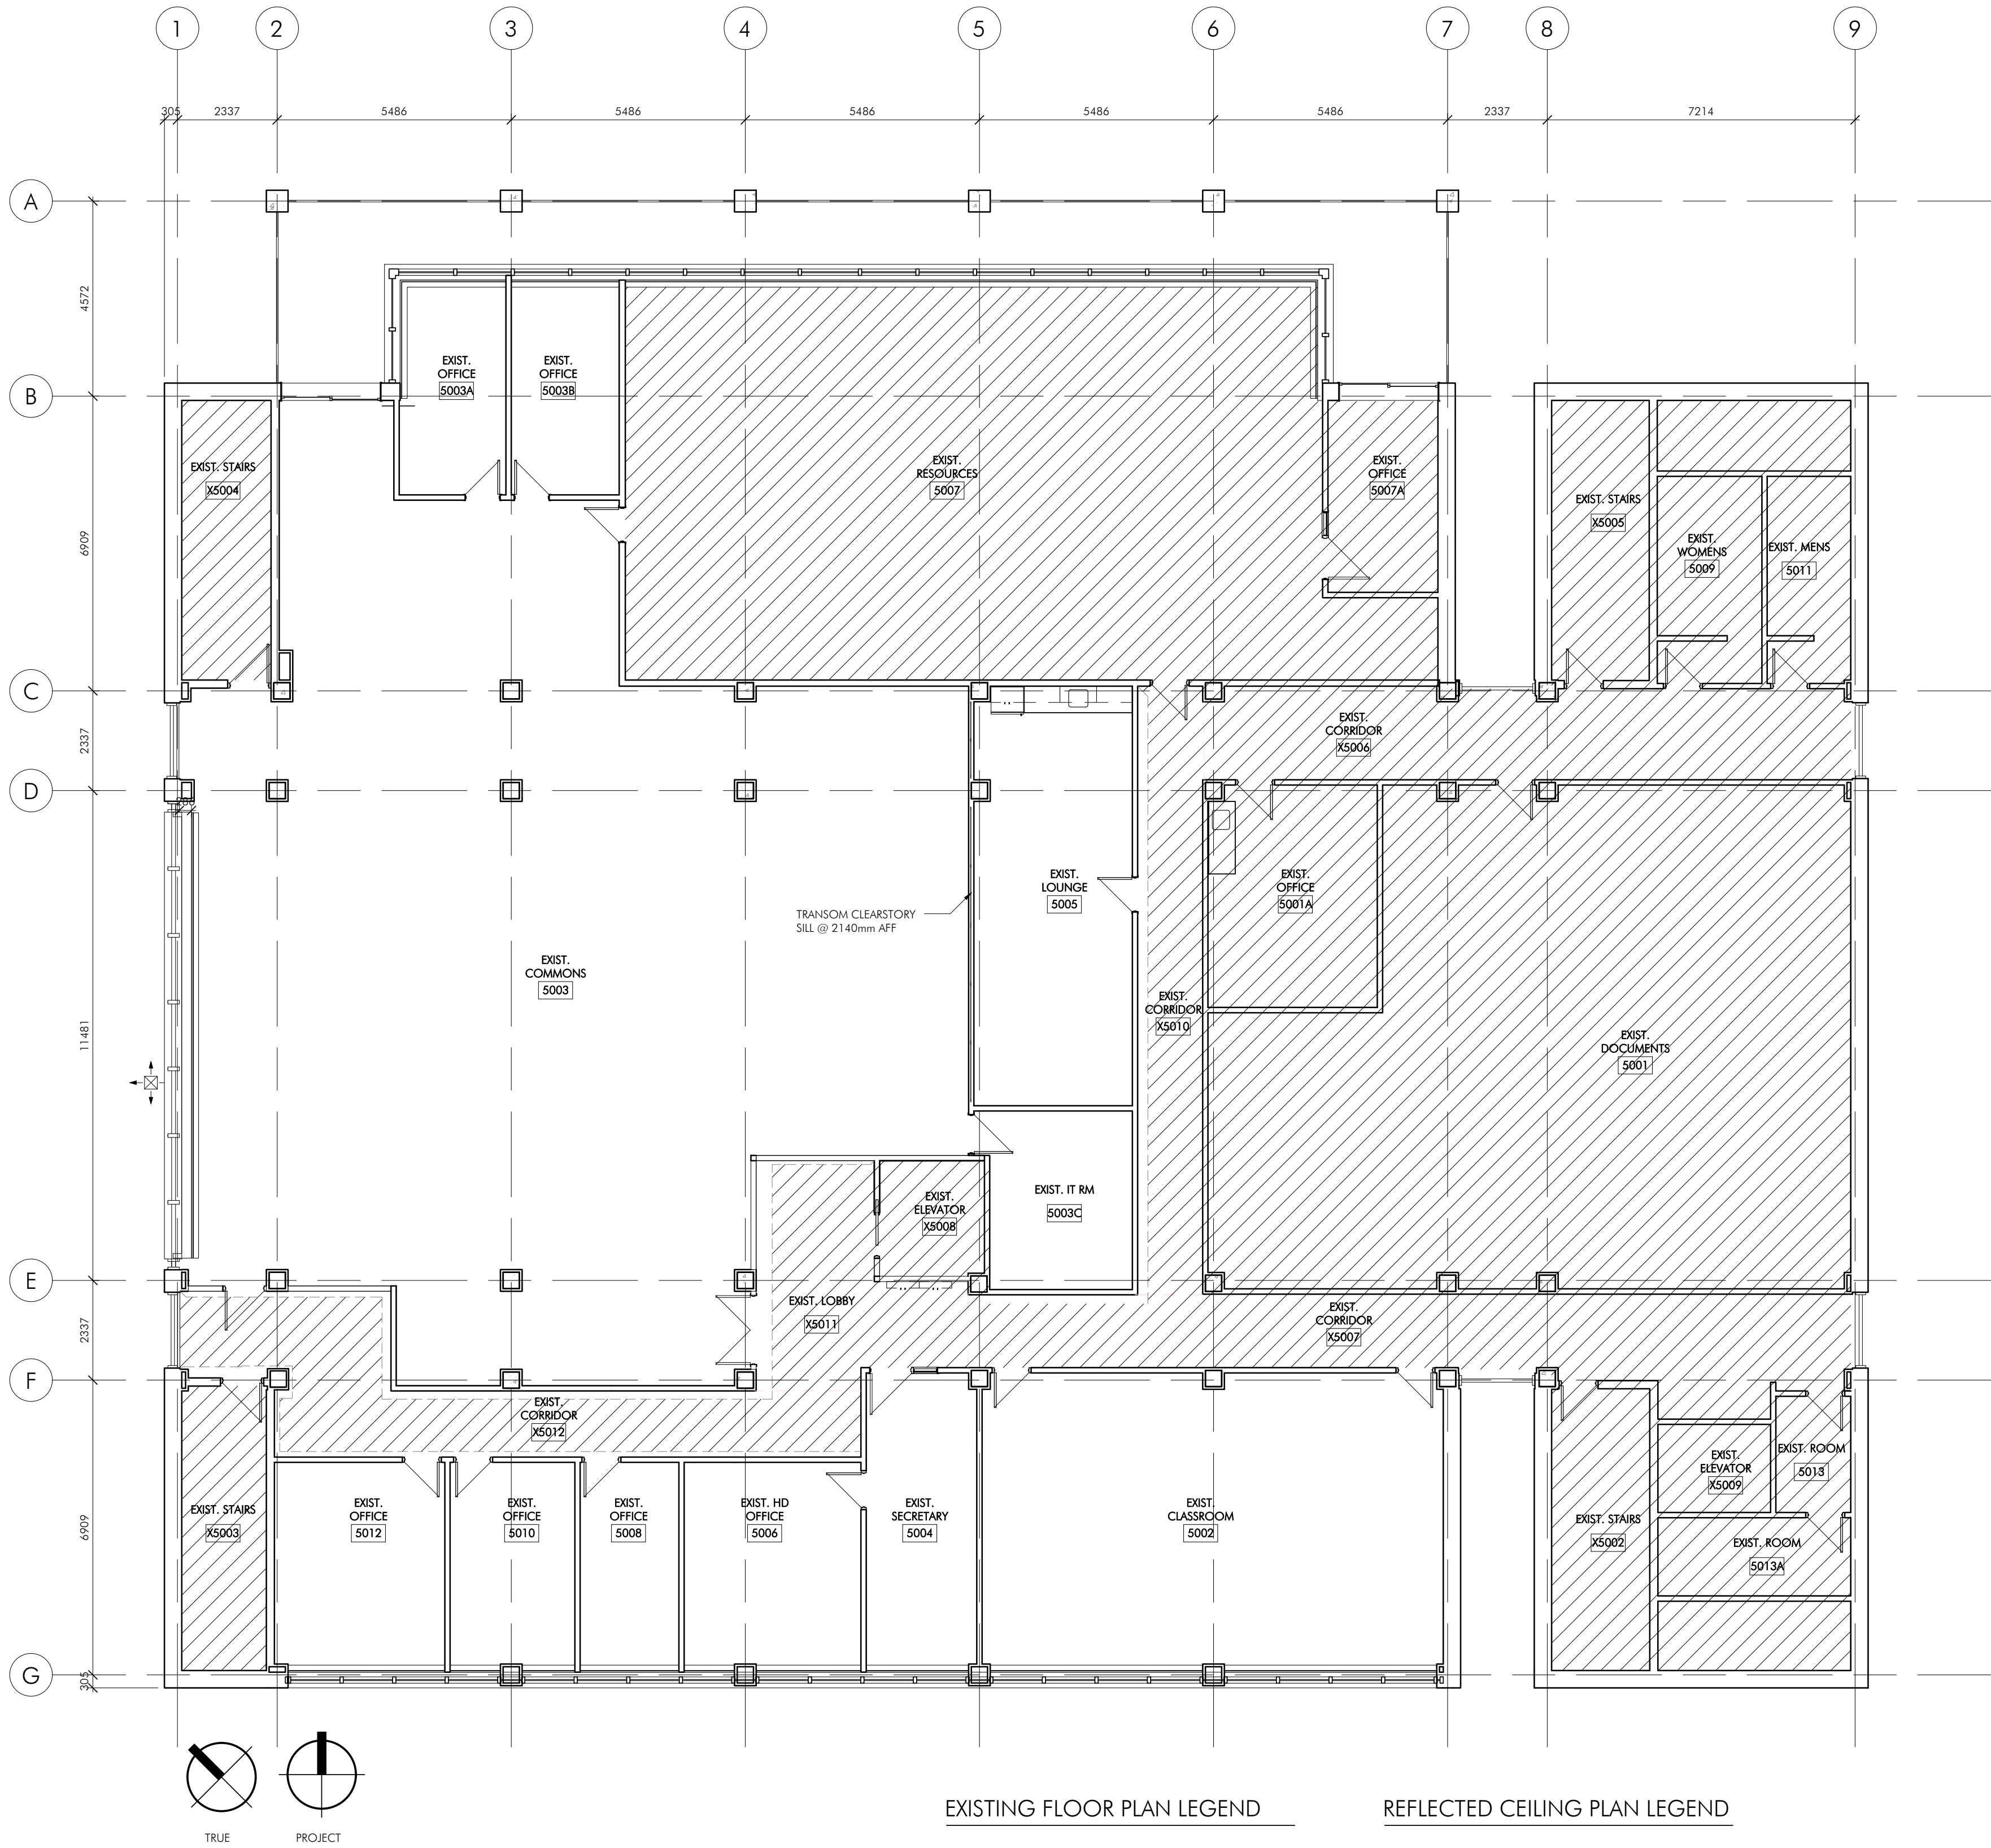 1 2 3 4 5 6 7 8 9
305 2337 5486 5486 5486 5486 5486 2337 7214
A
4572
B
6909
C
2337
D
11481
E
2337
F
6909
G
305
EXIST.
OFFICE
5003A
EXIST.
OFFICE
5003B
EXIST. STAIRS
X5004
EXIST.
RESOURCES
5007
EXIST.
OFFICE
5007A
EXIST. STAIRS
X5005
EXIST.
WOMENS
5009
EXIST. MENS
5011
EXIST.
CORRIDOR
X5006
EXIST.
LOUNGE
5005
EXIST.
OFFICE
5001A
TRANSOM CLEARSTORY
SILL @ 2140mm AFF
EXIST.
COMMONS
5003
EXIST.
CORRIDOR
X5010
EXIST.
DOCUMENTS
5001
EXIST.
ELEVATOR
X5008
EXIST. IT RM
5003C
EXIST. LOBBY
X5011
EXIST.
CORRIDOR
X5007
EXIST.
CORRIDOR
X5012
EXIST. STAIRS
X5003
EXIST.
OFFICE
5012
EXIST.
OFFICE
5010
EXIST.
OFFICE
5008
EXIST. HD
OFFICE
5006
EXIST.
SECRETARY
5004
EXIST.
CLASSROOM
5002
EXIST. STAIRS
X5002
EXIST.
ELEVATOR
X5009
EXIST. ROOM
5013
EXIST. ROOM
5013A
TRUE
PROJECT
EXISTING FLOOR PLAN LEGEND
REFLECTED CEILING PLAN LEGEND